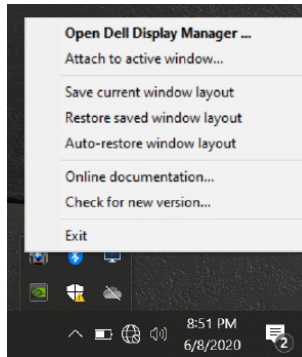 Open Dell Display Manager ...
Attach to active window...
Save current window layout
Restore saved window layout
Auto-restore window layout
Online documentation...
Check for new version...
Exit
8:51 PM
6/8/2020
2